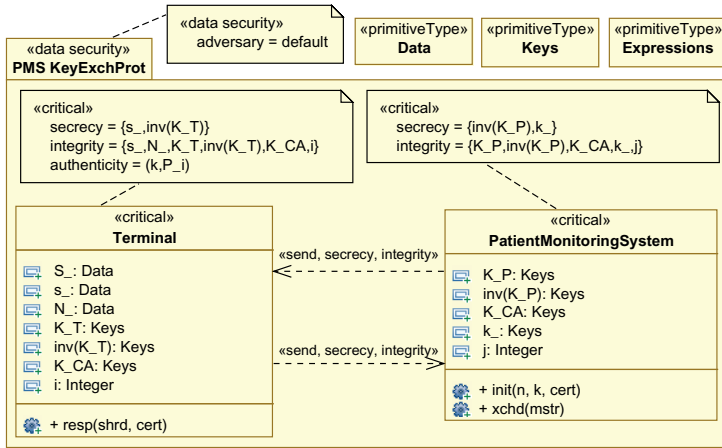 «data security»
adversary = default
«primitiveType»
Data
«primitiveType»
Keys
«primitiveType»
Expressions
«data security»
PMS KeyExchProt
«critical»
secrecy = {s_,inv(K_T)}
integrity = {s_,N_,K_T,inv(K_T),K_CA,i}
authenticity = (k,P_i)
«critical»
secrecy = {inv(K_P),k_}
integrity = {K_P,inv(K_P),K_CA,k_,j}
«critical»
Terminal
S_: Data
s_: Data
N_: Data
K_T: Keys
inv(K_T): Keys
K_CA: Keys
i: Integer
+ resp(shrd, cert)
«send, secrecy, integrity»
«send, secrecy, integrity»
«critical»
PatientMonitoringSystem
K_P: Keys
inv(K_P): Keys
K_CA: Keys
k_: Keys
j: Integer
+ init(n, k, cert)
+ xchd(mstr)